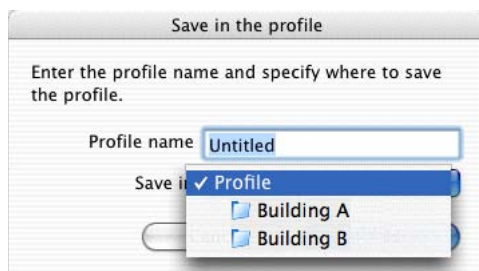 Save in the profile
Enter the profile name and specify where to save
the profile.
Profile name Untitled
Save i
✓ Profile
Building A
Building B